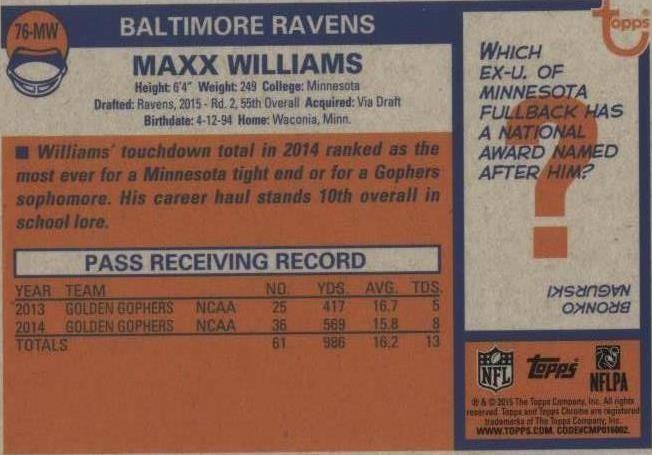 76-MW
BALTIMORE RAVENS
MAXX WILLIAMS
Height: 6'4" Weight: 249 College: Minnesota
Drafted: Ravens, 2015 - Rd. 2, 55th Overall Acquired: Via Draft
Birthdate: 4-12-94 Home: Waconia, Minn.
■ Williams' touchdown total in 2014 ranked as the
most ever for a Minnesota tight end or for a Gophers
sophomore. His career haul stands 10th overall in
school lore.
PASS RECEIVING RECORD
YEAR TEAM NO. YDS. AVG. TDS.
2013 GOLDEN GOPHERS NCAA 25 417 16.7 5
2014 GOLDEN GOPHERS NCAA 36 569 15.8 8
TOTALS 61 986 16.2 13
Topps
WHICH
EX-U. OF
MINNESOTA
FULLBACK HAS
A NATIONAL
AWARD NAMED
AFTER HIM?
?
BRONKO
NAGURSKI
NFL
Topps
NFLPA
® & © 2015 The Topps Company, Inc. All rights
reserved. Topps and Topps Chrome are registered
trademarks of The Topps Company, Inc.
WWW.TOPPS.COM. CODE#CMP016002.